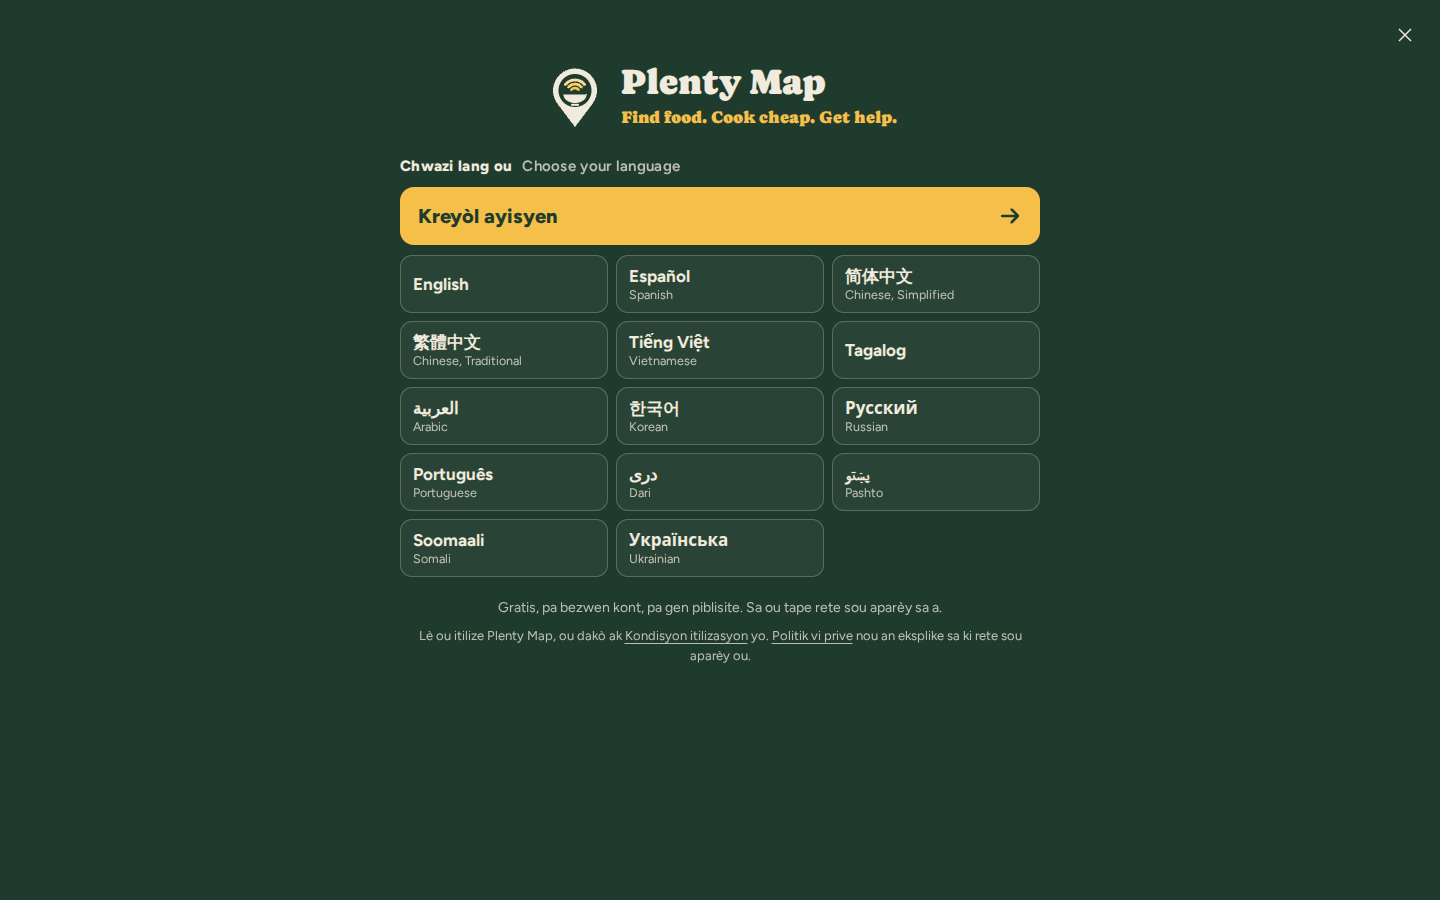 Plenty Map
Find food. Cook cheap. Get help.
Chwazi lang ou Choose your language
Kreyòl ayisyen
English
Español
Spanish
简体中文
Chinese, Simplified
繁體中文
Chinese, Traditional
Tiếng Việt
Vietnamese
Tagalog
العربية
Arabic
한국어
Korean
Русский
Russian
Português
Portuguese
دری
Dari
پښتو
Pashto
Soomaali
Somali
Українська
Ukrainian
Gratis, pa bezwen kont, pa gen piblisite. Sa ou tape rete sou aparèy sa a.
Lè ou itilize Plenty Map, ou dakò ak Kondisyon itilizasyon yo. Politik vi prive nou an eksplike sa ki rete sou
aparèy ou.